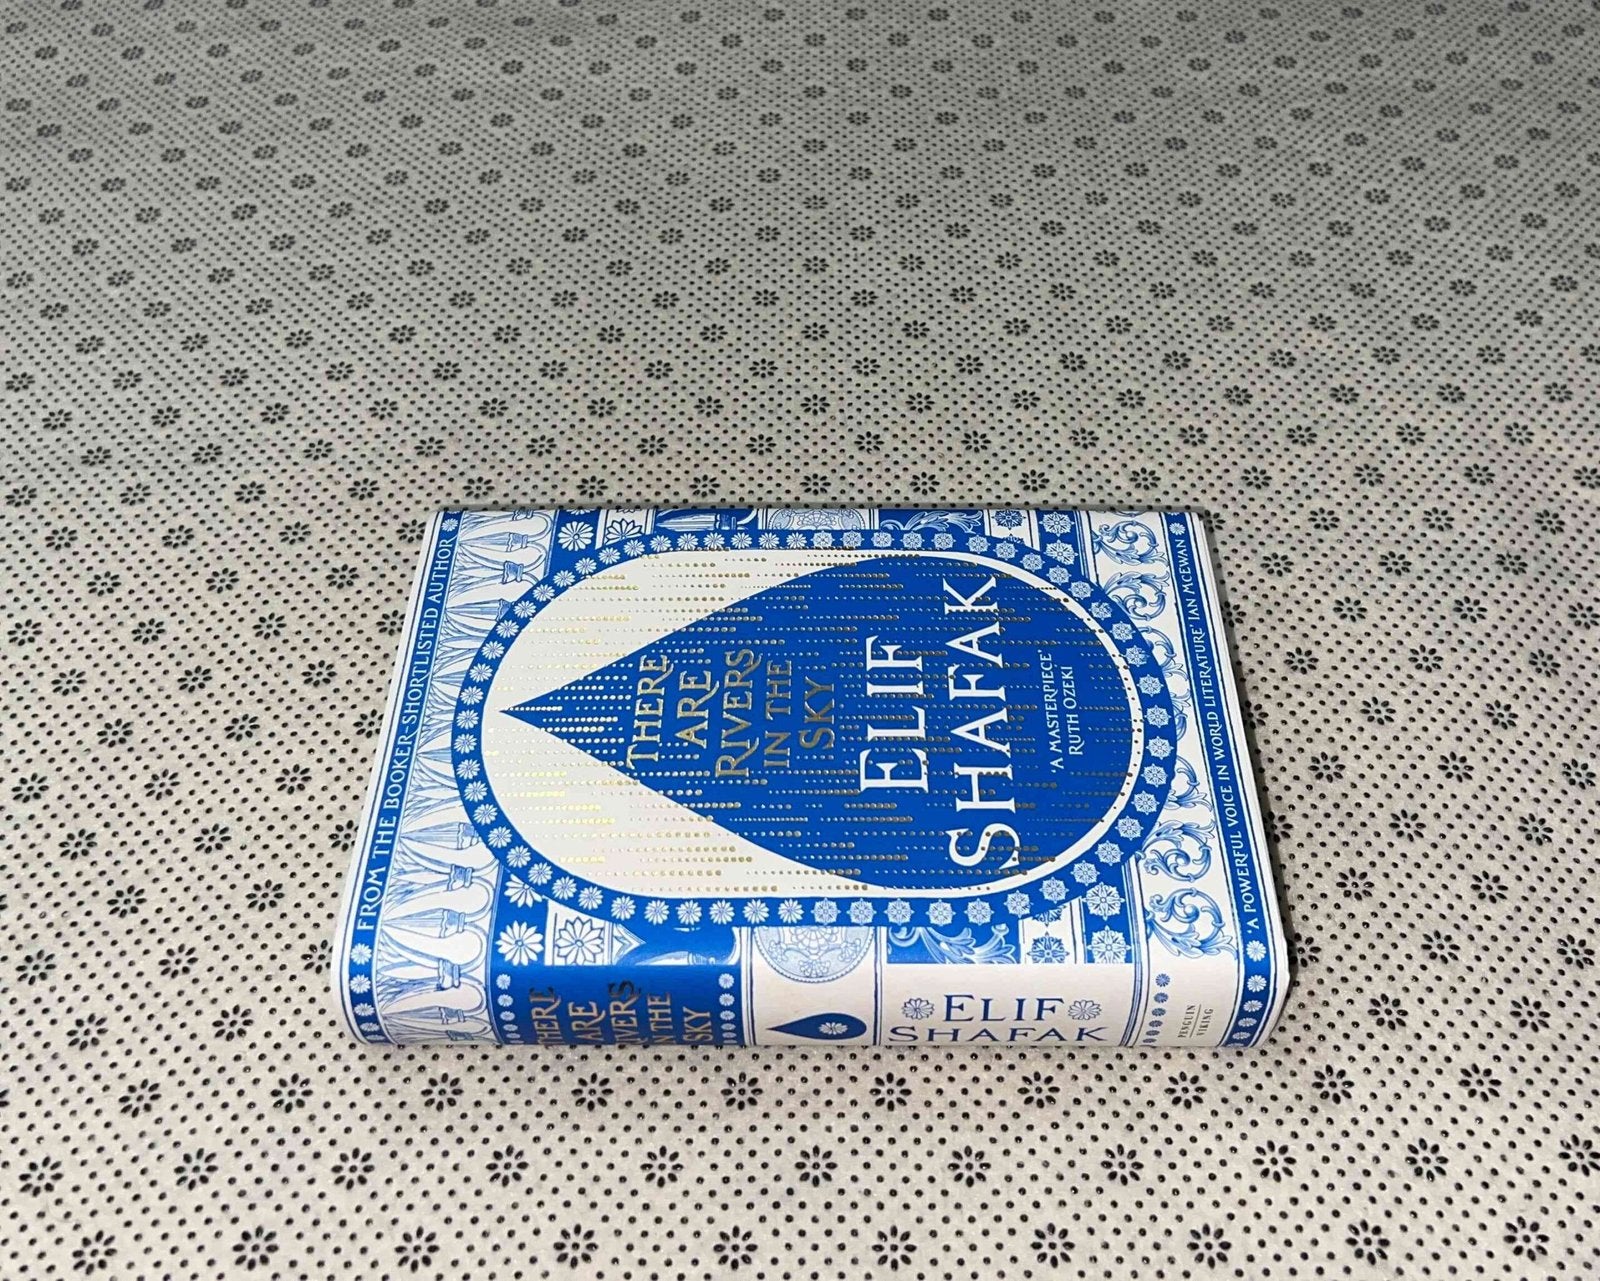 FROM THE BOOKER-SHORTLISTED AUTHOR
THERE
ARE
RIVERS
IN THE
SKY
ELIF
SHAFAK
'A MASTERPIECE'
RUTH OZEKI
'A POWERFUL VOICE IN WORLD LITERATURE' IAN MCEWAN
THERE
ARE
RIVERS
IN THE
SKY
ELIF
SHAFAK
PENGUIN
VIKING